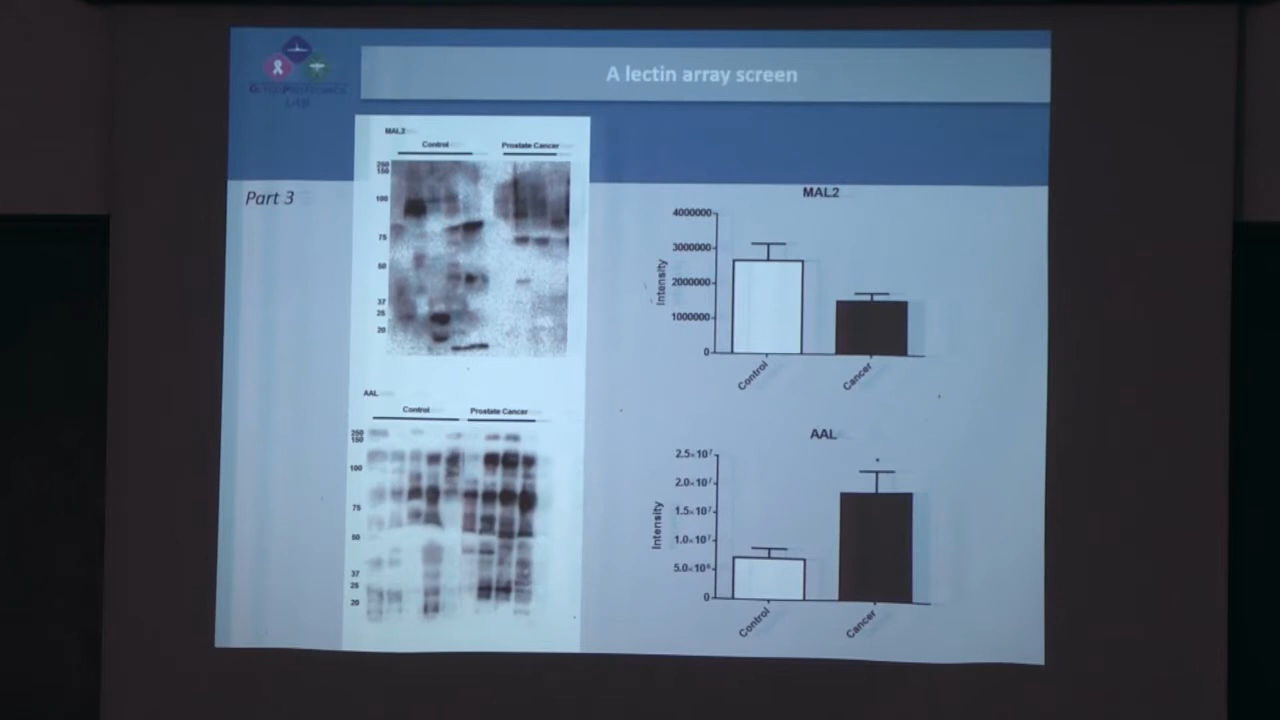 A lectin array screen
GLYCOPROTEOMICS
LAB
Part 3
MAL2
Control
Prostate Cancer
250
150
100
75
50
37
25
20
AAL
Control
Prostate Cancer
250
150
100
75
50
37
25
20
MAL2
Intensity
4000000
3000000
2000000
1000000
0
Control
Cancer
AAL
*
Intensity
2.5×10⁷
2.0×10⁷
1.5×10⁷
1.0×10⁷
5.0×10⁶
0
Control
Cancer